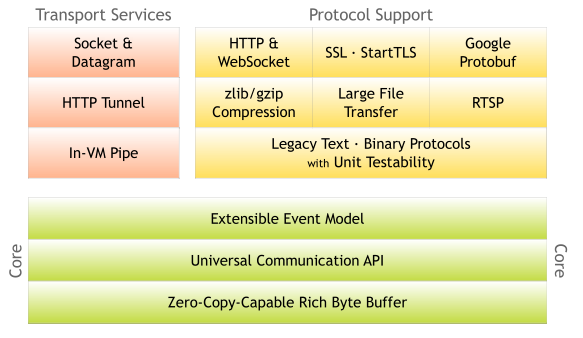 Transport Services
Protocol Support
Socket &
Datagram
HTTP &
WebSocket
SSL · StartTLS
Google
Protobuf
HTTP Tunnel
zlib/gzip
Compression
Large File
Transfer
RTSP
In-VM Pipe
Legacy Text · Binary Protocols
with Unit Testability
Core
Extensible Event Model
Universal Communication API
Zero-Copy-Capable Rich Byte Buffer
Core